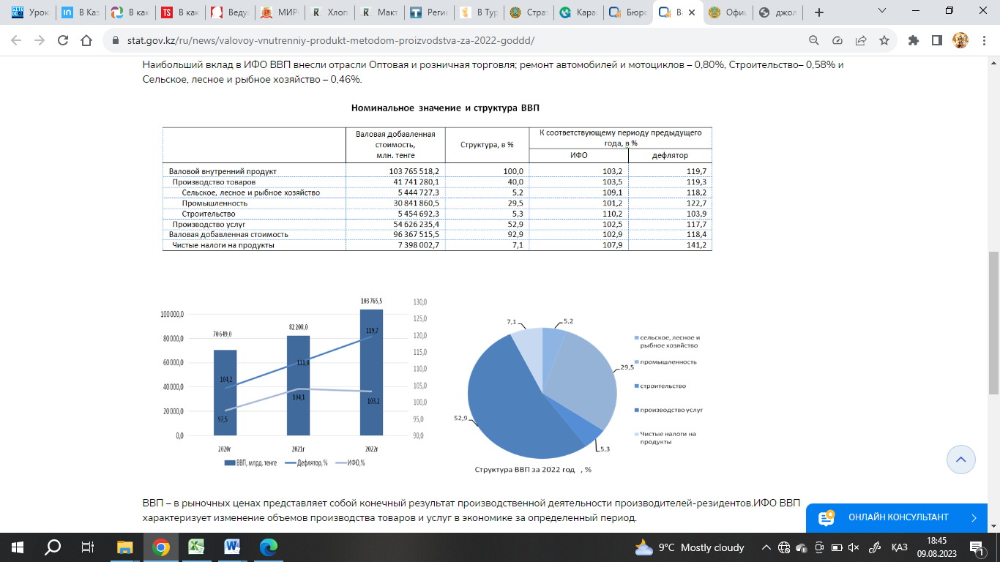 Урок
В Каз
В как
В как
Веду
МИР
Хлоп
Макт
Регис
В Тур
Страт
Караг
Бюро
Ва
Офиц
джол
stat.gov.kz/ru/news/valovoy-vnutrenniy-produkt-metodom-proizvodstva-za-2022-goddd/
Наибольший вклад в ИФО ВВП внесли отрасли Оптовая и розничная торговля; ремонт автомобилей и мотоциклов – 0,80%, Строительство– 0,58% и
Сельское, лесное и рыбное хозяйство – 0,46%.
Номинальное значение и структура ВВП
Валовая добавленная стоимость, млн. тенге Структура, в % К соответствующему периоду предыдущего года, в %
ИФО дефлятор
Валовой внутренний продукт 103 765 518,2 100,0 103,2 119,7
Производство товаров 41 741 280,1 40,0 103,5 119,3
Сельское, лесное и рыбное хозяйство 5 444 727,3 5,2 109,1 118,2
Промышленность 30 841 860,5 29,5 101,2 122,7
Строительство 5 454 692,3 5,3 110,2 103,9
Производство услуг 54 626 235,4 52,9 102,5 117,7
Валовая добавленная стоимость 96 367 515,5 92,9 102,9 118,4
Чистые налоги на продукты 7 398 002,7 7,1 107,9 141,2
100 000,0
80 000,0
60 000,0
40 000,0
20 000,0
0,0
70 649,0
82 208,0
103 765,5
104,2
111,8
119,7
97,5
104,1
103,2
130,0
125,0
120,0
115,0
110,0
105,0
100,0
95,0
90,0
2020г 2021г 2022г
ВВП, млрд. тенге Дефлятор, % ИФО,%
7,1
5,2
29,5
52,9
5,3
сельское, лесное и
рыбное хозяйство
промышленность
строительство
производство услуг
Чистые налоги на
продукты
Структура ВВП за 2022 год , %
ВВП – в рыночных ценах представляет собой конечный результат производственной деятельности производителей-резидентов.ИФО ВВП
характеризует изменение объемов производства товаров и услуг в экономике за определенный период.
ОНЛАЙН КОНСУЛЬТАНТ
9°C Mostly cloudy
ҚАЗ
18:45
09.08.2023
1